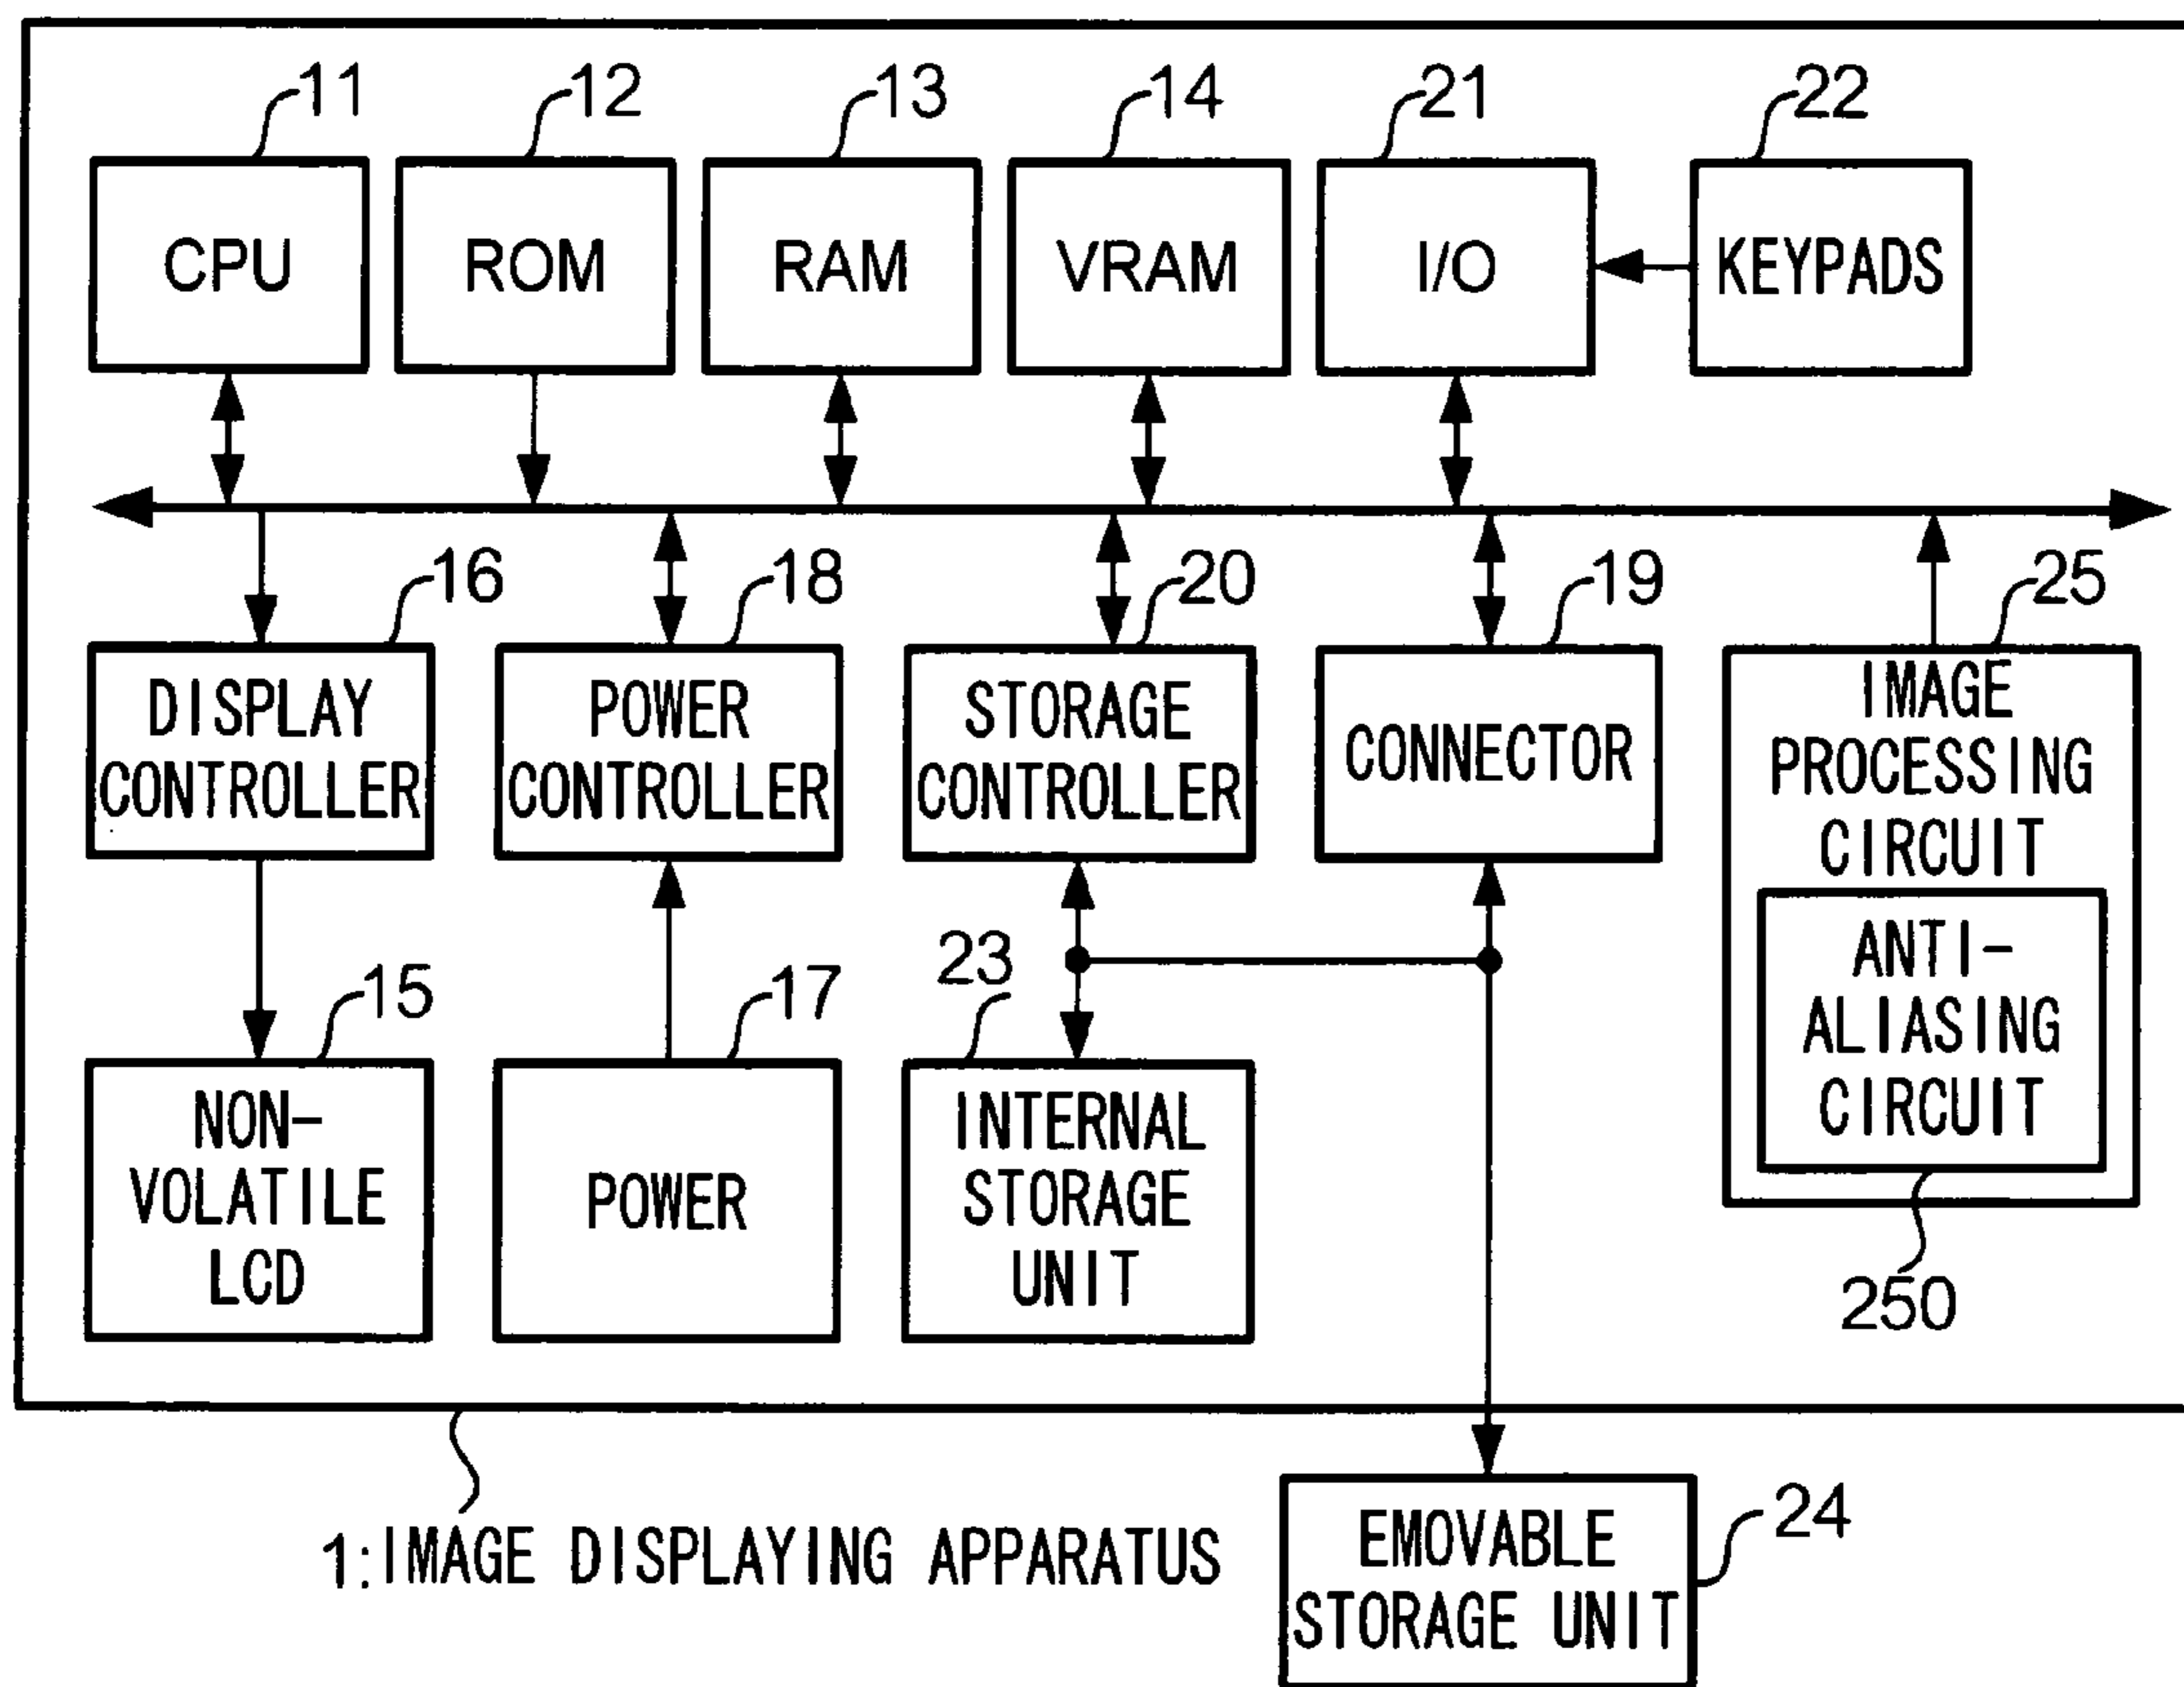 11
12
13
14
21
22
CPU
ROM
RAM
VRAM
I/O
KEYPADS
16
18
20
19
25
DISPLAY
CONTROLLER
POWER
CONTROLLER
STORAGE
CONTROLLER
CONNECTOR
IMAGE
PROCESSING
CIRCUIT
ANTI-
ALIASING
CIRCUIT
250
15
17
23
NON-
VOLATILE
LCD
POWER
INTERNAL
STORAGE
UNIT
1:IMAGE DISPLAYING APPARATUS
EMOVABLE
STORAGE UNIT
24